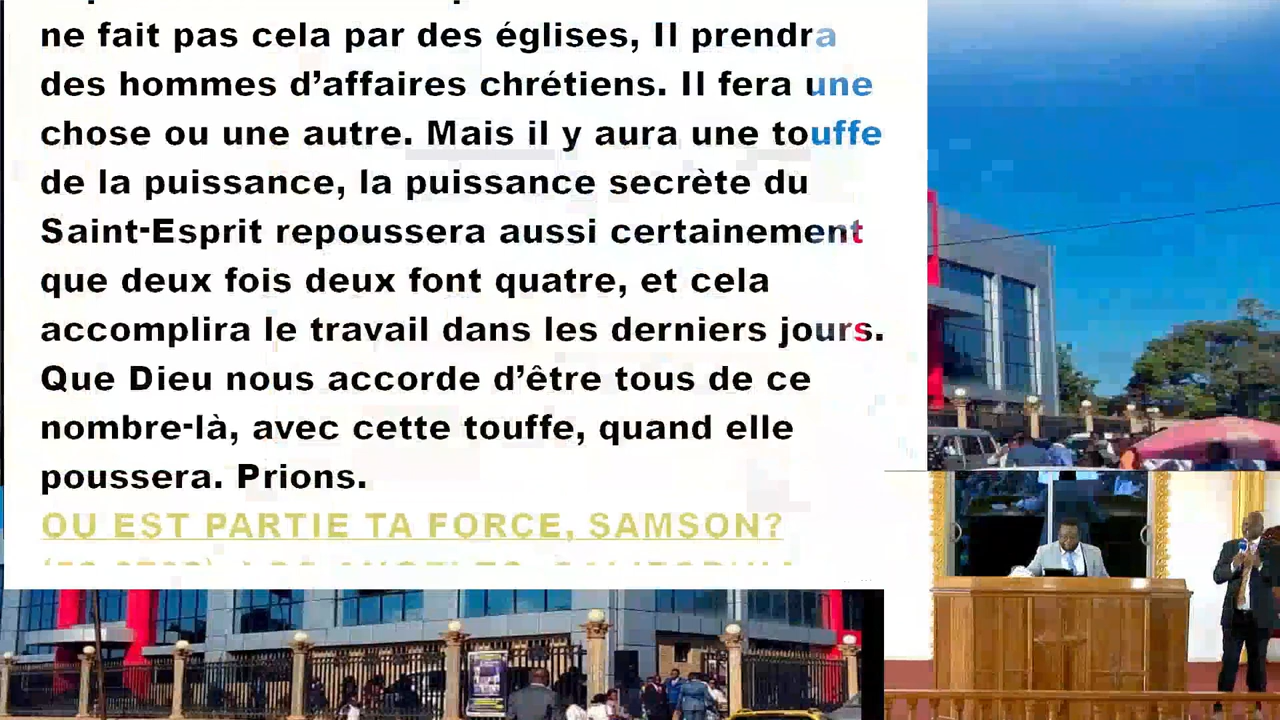 ne fait pas cela par des églises, Il prendra
des hommes d’affaires chrétiens. Il fera une
chose ou une autre. Mais il y aura une touffe
de la puissance, la puissance secrète du
Saint-Esprit repoussera aussi certainement
que deux fois deux font quatre, et cela
accomplira le travail dans les derniers jours.
Que Dieu nous accorde d’être tous de ce
nombre-là, avec cette touffe, quand elle
poussera. Prions.
OU EST PARTIE TA FORCE, SAMSON?